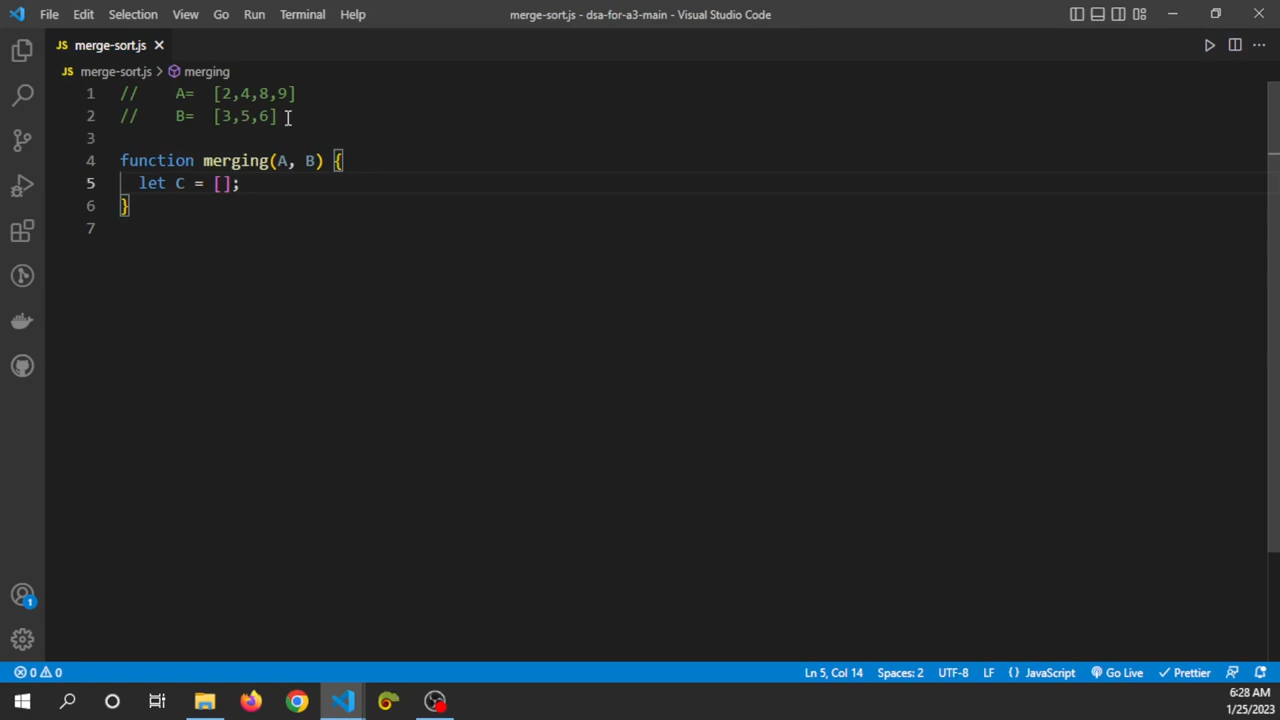 File Edit Selection View Go Run Terminal Help merge-sort.js - dsa-for-a3-main - Visual Studio Code
JS merge-sort.js
JS merge-sort.js > merging
1 // A= [2,4,8,9]
2 // B= [3,5,6]
3
4 function merging(A, B) {
5 let C = [];
6 }
7
1
0 0 Ln 5, Col 14 Spaces: 2 UTF-8 LF {} JavaScript Go Live Prettier
6:28 AM
1/25/2023